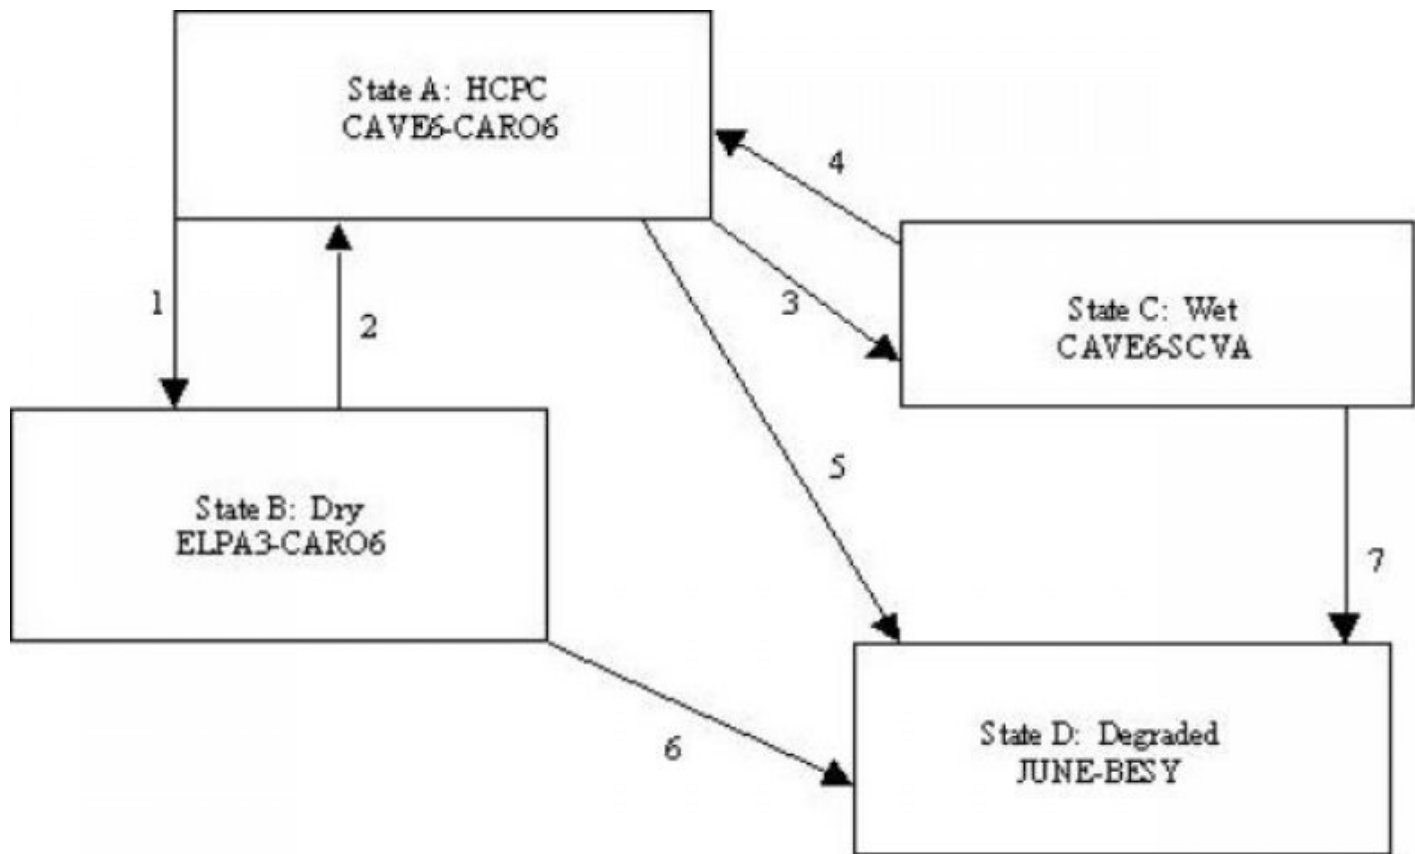 State A: HCPC
CAVE6-CARO6
4
3
State C: Wet
CAVE6-SCVA
1
2
5
State B: Dry
ELPA3-CARO6
7
6
State D: Degraded
JUNE-BESY